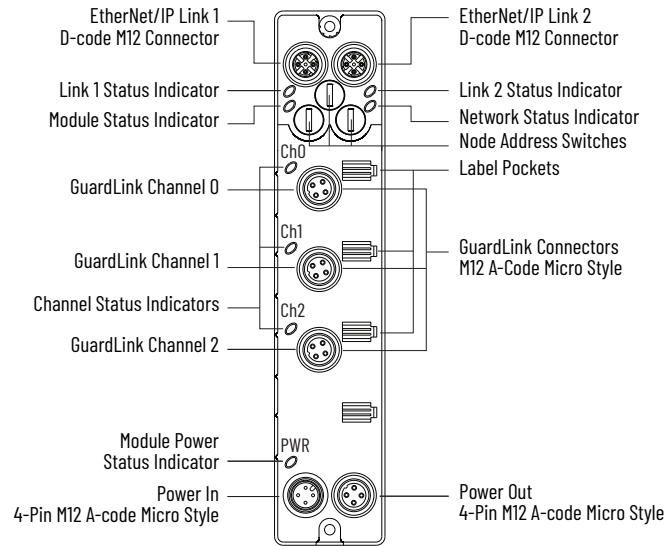 EtherNet/IP Link 1
D-code M12 Connector
EtherNet/IP Link 2
D-code M12 Connector
Link 1 Status Indicator
Link 2 Status Indicator
Module Status Indicator
Network Status Indicator
Node Address Switches
Ch0
Label Pockets
GuardLink Channel 0
Ch1
GuardLink Channel 1
GuardLink Connectors
M12 A-Code Micro Style
Channel Status Indicators
Ch2
GuardLink Channel 2
Module Power
Status Indicator
PWR
Power In
4-Pin M12 A-code Micro Style
Power Out
4-Pin M12 A-code Micro Style